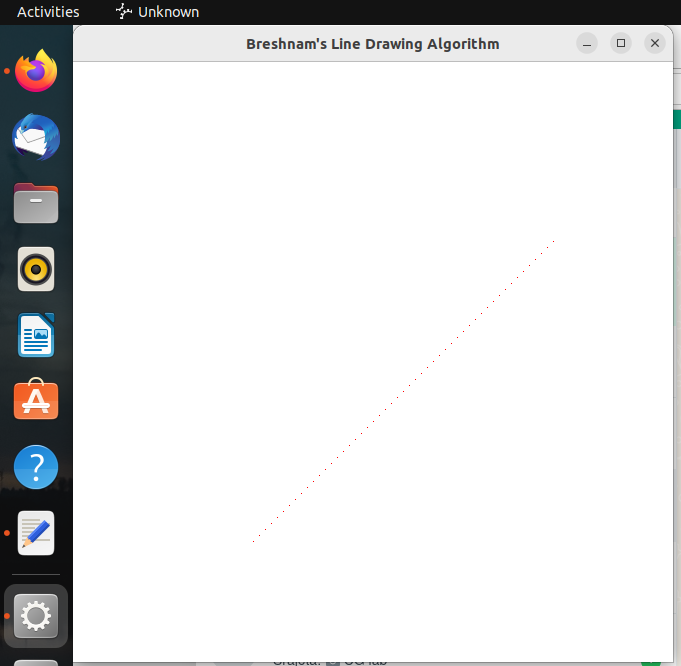 Activities Unknown
Breshnam's Line Drawing Algorithm